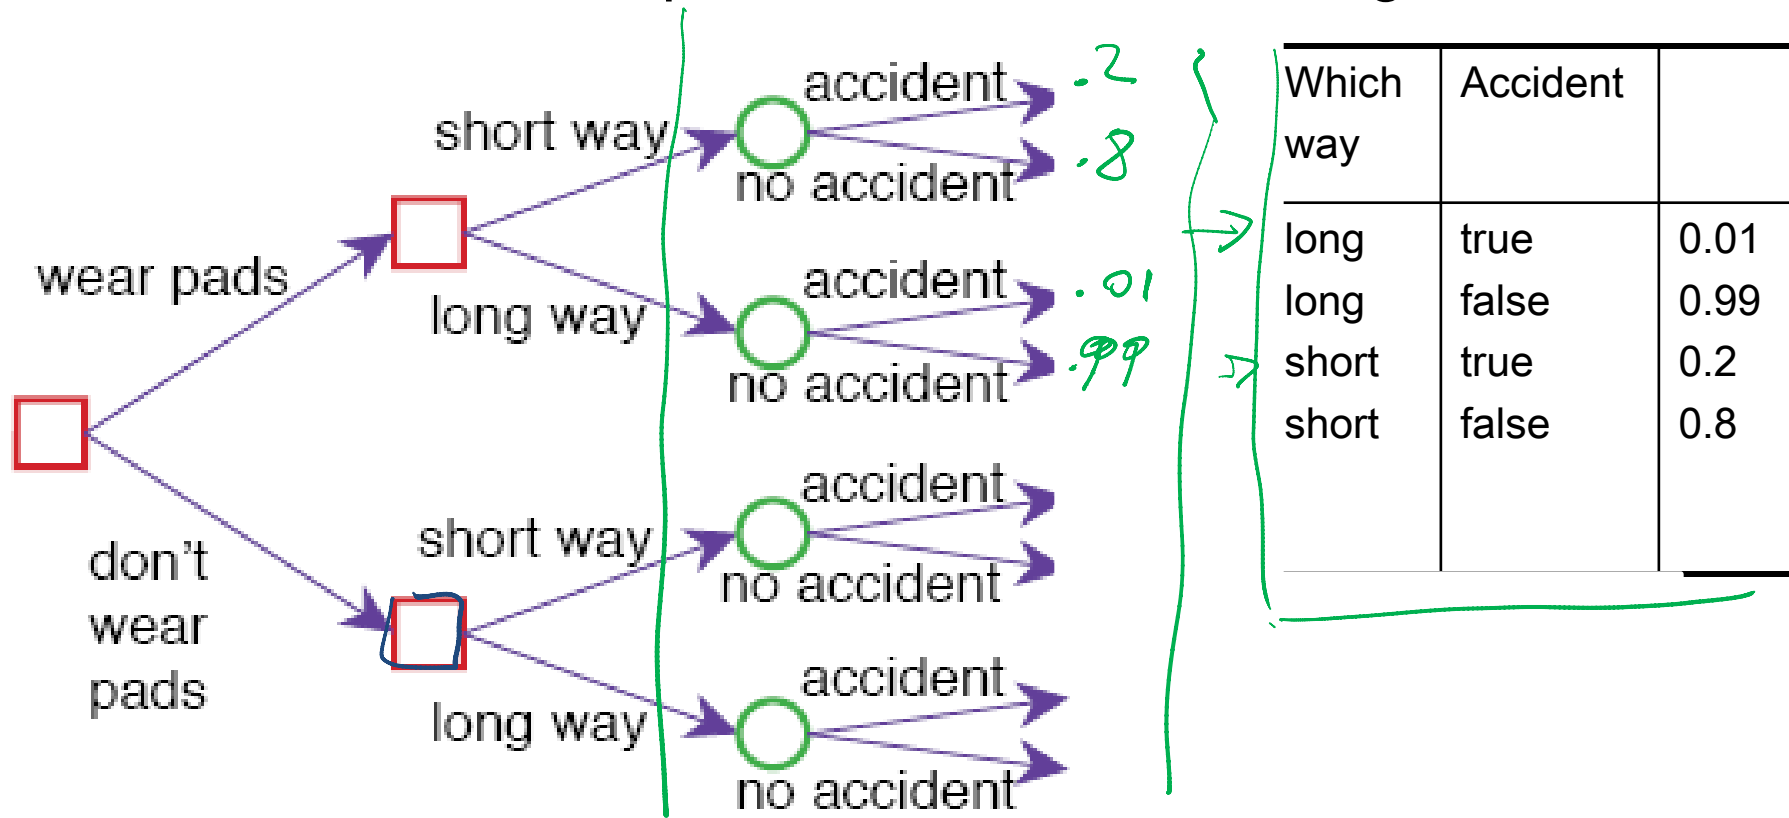 accident .2
short way
no accident .8
wear pads
accident .01
long way
no accident .99
don't
wear
pads
accident
short way
no accident
accident
long way
no accident
Which way Accident
long true 0.01
long false 0.99
short true 0.2
short false 0.8